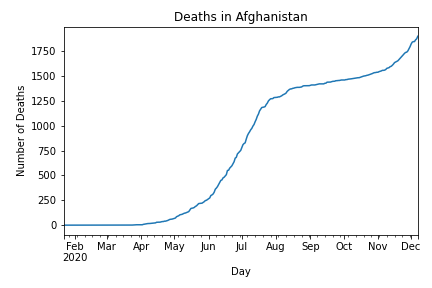 Deaths in Afghanistan
Number of Deaths
1750
1500
1250
1000
750
500
250
0
Feb Mar Apr May Jun Jul Aug Sep Oct Nov Dec
2020
Day